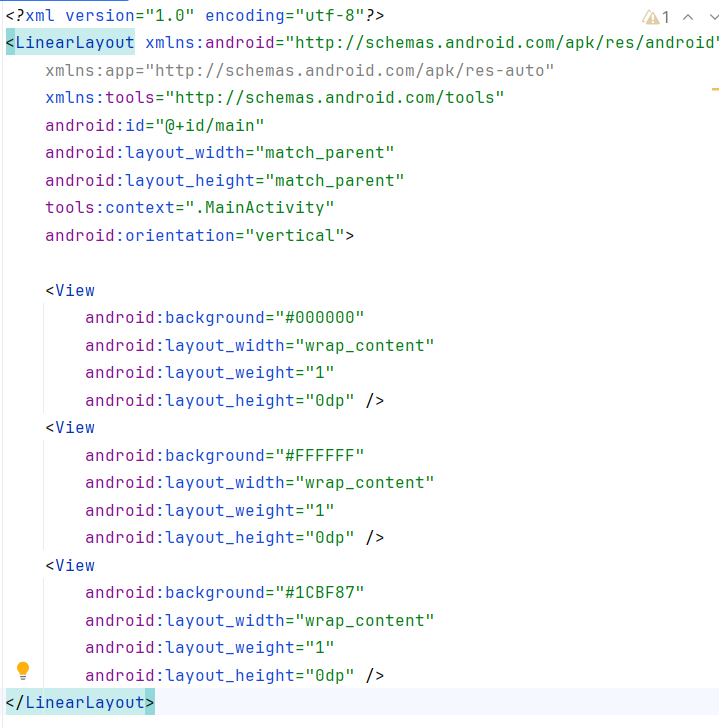 <?xml version="1.0" encoding="utf-8"?>
1
<LinearLayout xmlns:android="http://schemas.android.com/apk/res/android"
xmlns:app="http://schemas.android.com/apk/res-auto"
xmlns:tools="http://schemas.android.com/tools"
android:id="@+id/main"
android:layout_width="match_parent"
android:layout_height="match_parent"
tools:context=".MainActivity"
android:orientation="vertical">
<View
android:background="#000000"
android:layout_width="wrap_content"
android:layout_weight="1"
android:layout_height="0dp" />
<View
android:background="#FFFFFF"
android:layout_width="wrap_content"
android:layout_weight="1"
android:layout_height="0dp" />
<View
android:background="#1CBF87"
android:layout_width="wrap_content"
android:layout_weight="1"
android:layout_height="0dp" />
</LinearLayout>